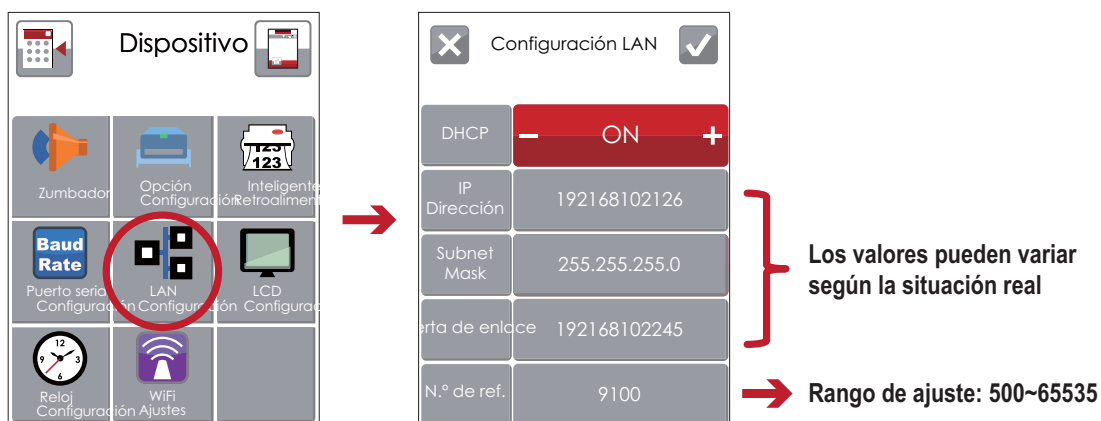 Dispositivo
123
123
Zumbador
Opción
Configuración
Inteligente
Retroaliment
Baud
Rate
Puerto serial
Configuración
LAN
Configuración
LCD
Configurac
12
9
3
6
Reloj
Configuración
WiFi
Ajustes
Configuración LAN
DHCP
ON
IP
Dirección
192168102126
Subnet
Mask
255.255.255.0
erta de enlace
192168102245
N.º de ref.
9100
Los valores pueden variar
según la situación real
Rango de ajuste: 500~65535